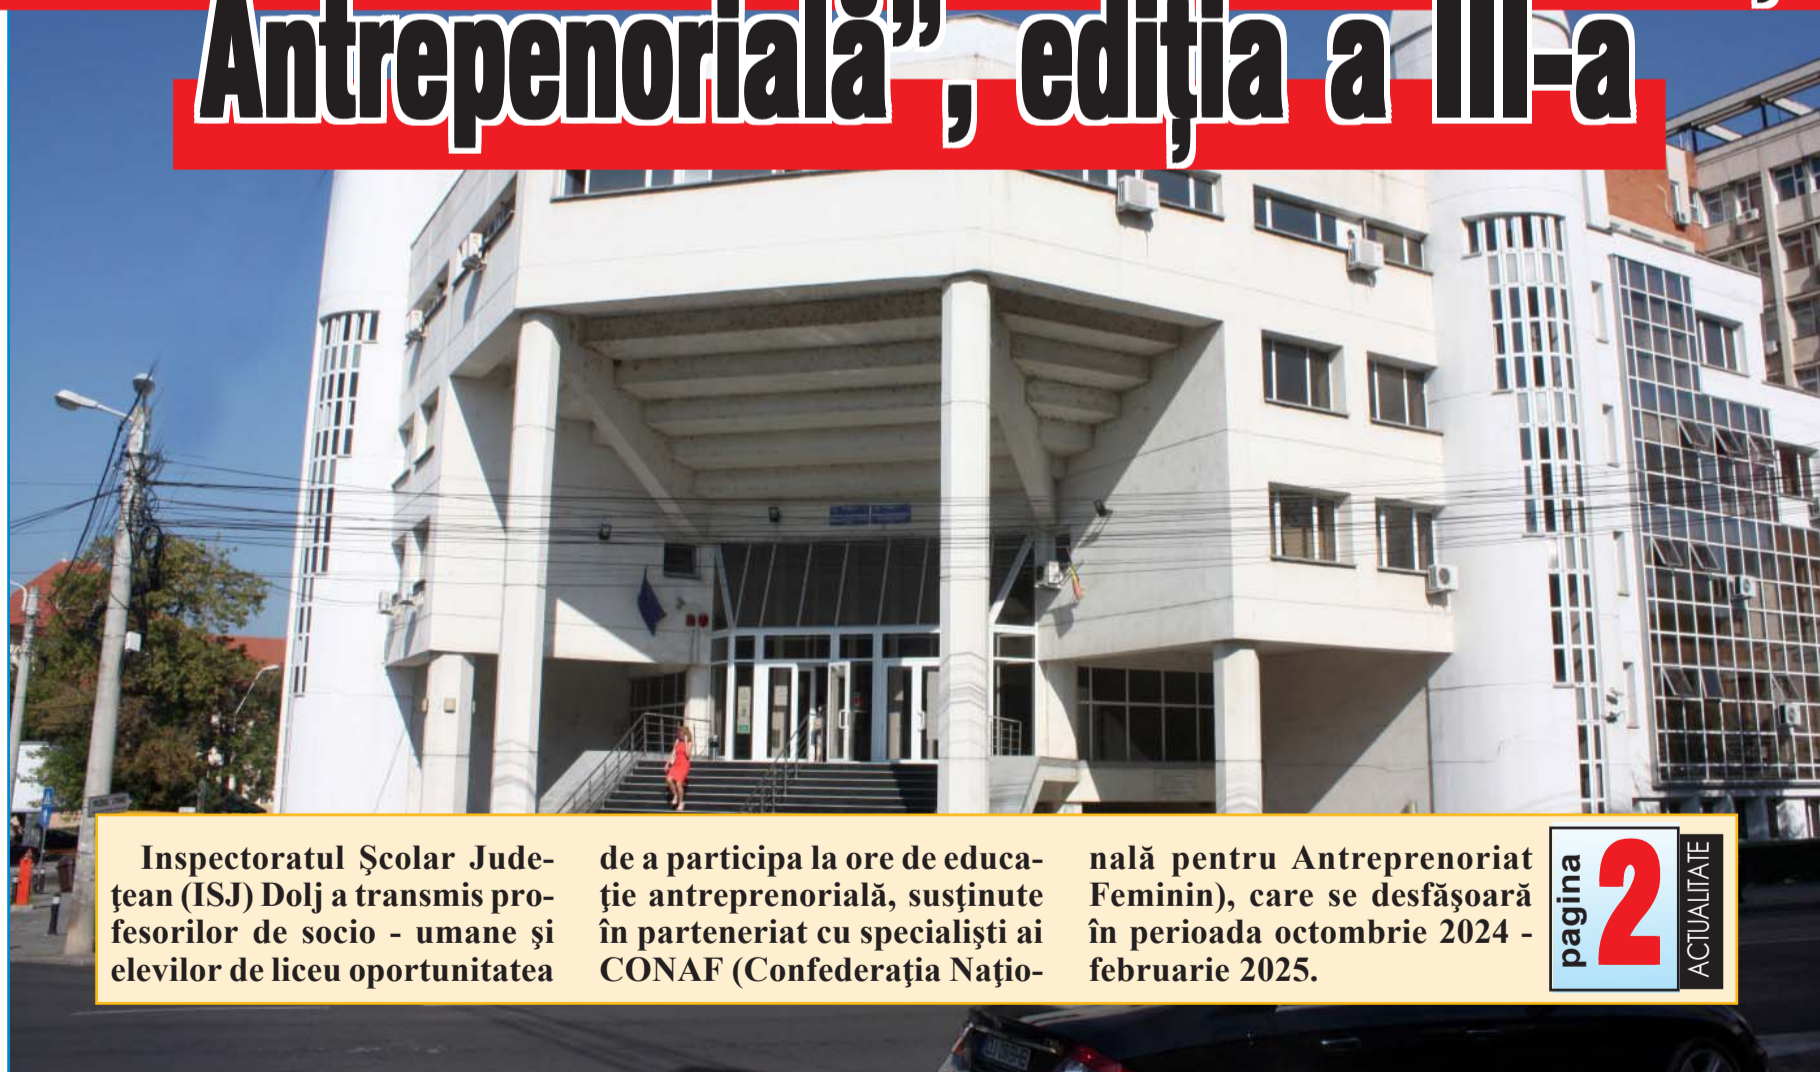 Antrepenorială”, ediția a III-a
Inspectoratul Şcolar Jude-
ţean (ISJ) Dolj a transmis pro-
fesorilor de socio - umane şi
elevilor de liceu oportunitatea
de a participa la ore de educa-
ţie antreprenorială, susţinute
în parteneriat cu specialişti ai
CONAF (Confederaţia Naţio-
nală pentru Antreprenoriat
Feminin), care se desfăşoară
în perioada octombrie 2024 -
februarie 2025.
pagina
2
ACTUALITATE